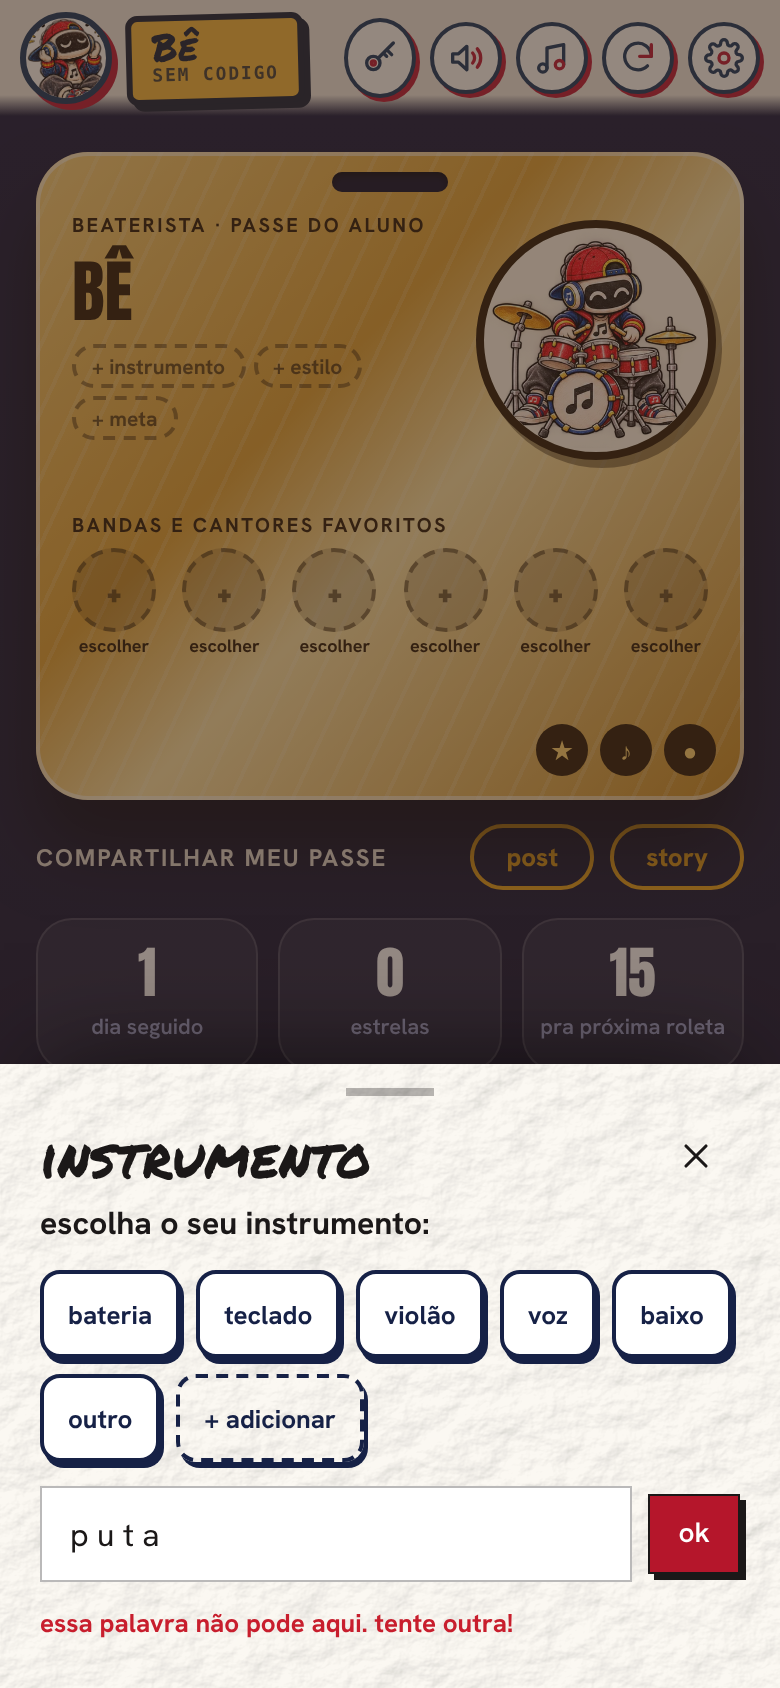 BÊ
SEM CODIGO
BEATERISTA · PASSE DO ALUNO
BÊ
+ instrumento
+ estilo
+ meta
BANDAS E CANTORES FAVORITOS
+ + + + + +
escolher escolher escolher escolher escolher escolher
COMPARTILHAR MEU PASSE
post
story
1
dia seguido
0
estrelas
15
pra próxima roleta
INSTRUMENTO
escolha o seu instrumento:
bateria
teclado
violão
voz
baixo
outro
+ adicionar
p u t a
ok
essa palavra não pode aqui. tente outra!